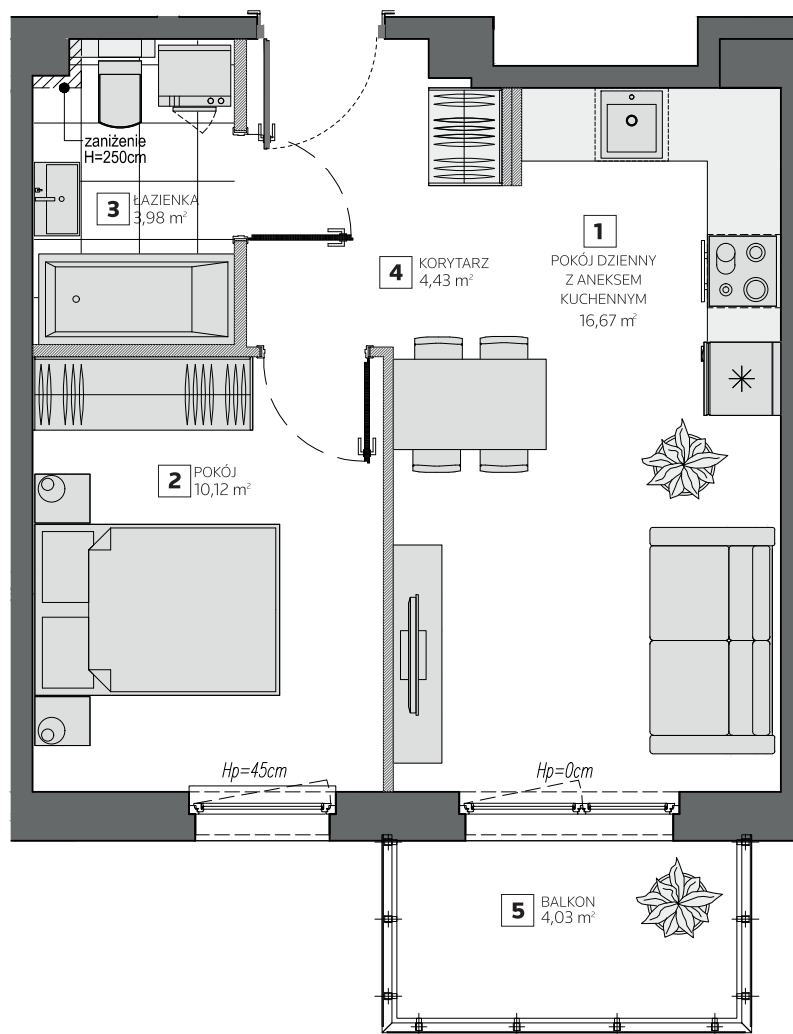 zaniżenie
H=250cm
3 ŁAZIENKA
3,98 m²
1
POKÓJ DZIENNY
Z ANEKSEM
KUCHENNYM
16,67 m²
4 KORYTARZ
4,43 m²
2 POKÓJ
10,12 m²
Hp=45cm
Hp=0cm
5 BALKON
4,03 m²